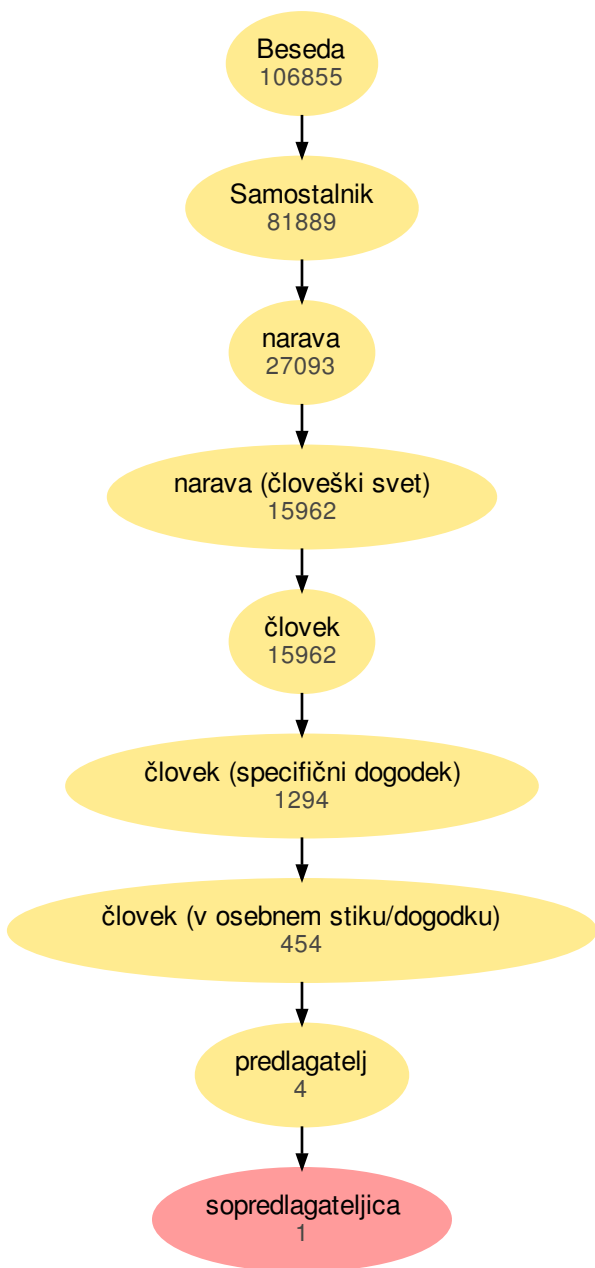 Beseda
106855
Samostalnik
81889
narava
27093
narava (človeški svet)
15962
človek
15962
človek (specifični dogodek)
1294
človek (v osebnem stiku/dogodku)
454
predlagatelj
4
sopredlagateljica
1